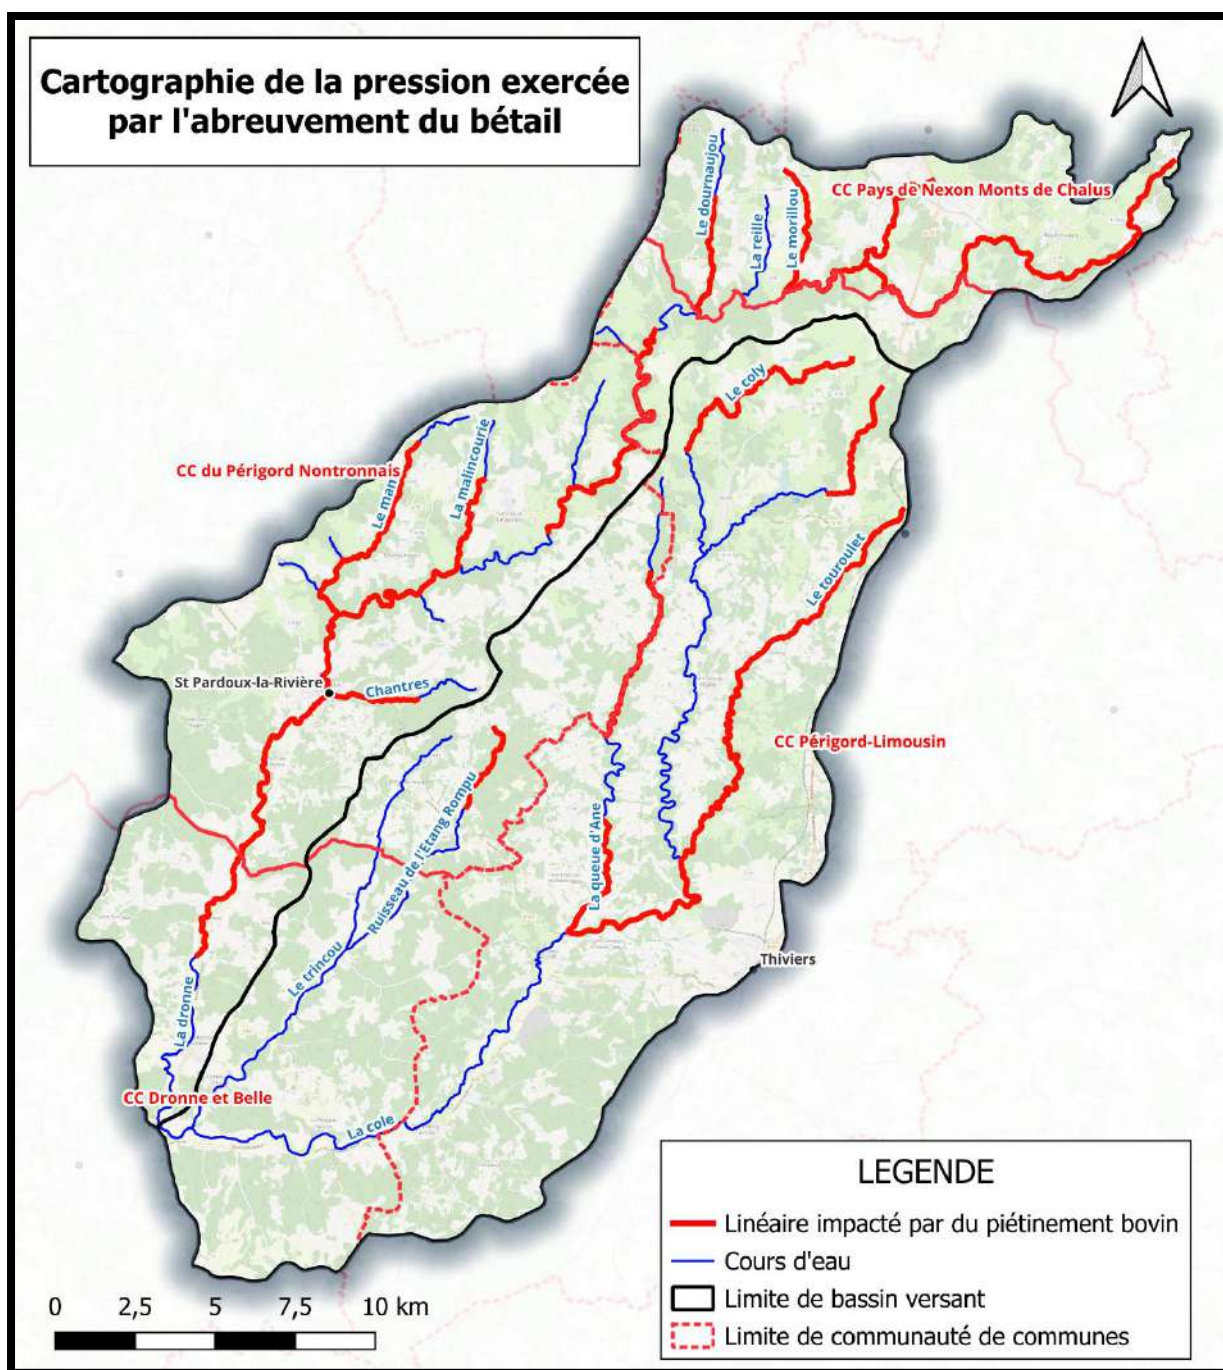 Cartographie de la pression exercée
par l'abreuvement du bétail
Le dournaujou
La reille
Le morillou
CC Pays de Nexon Monts de Chalus
Le coly
CC du Périgord Nontronnais
Le man
La malincourie
Le touroulet
St Pardoux-la-Rivière
Chantres
CC Périgord-Limousin
Ruisseau de l'Etang Rompu
La queue d'Ane
Le trincou
Thiviers
La dronne
CC Dronne et Belle
La cole
LEGENDE
Linéaire impacté par du piétinement bovin
Cours d'eau
Limite de bassin versant
Limite de communauté de communes
0 2,5 5 7,5 10 km